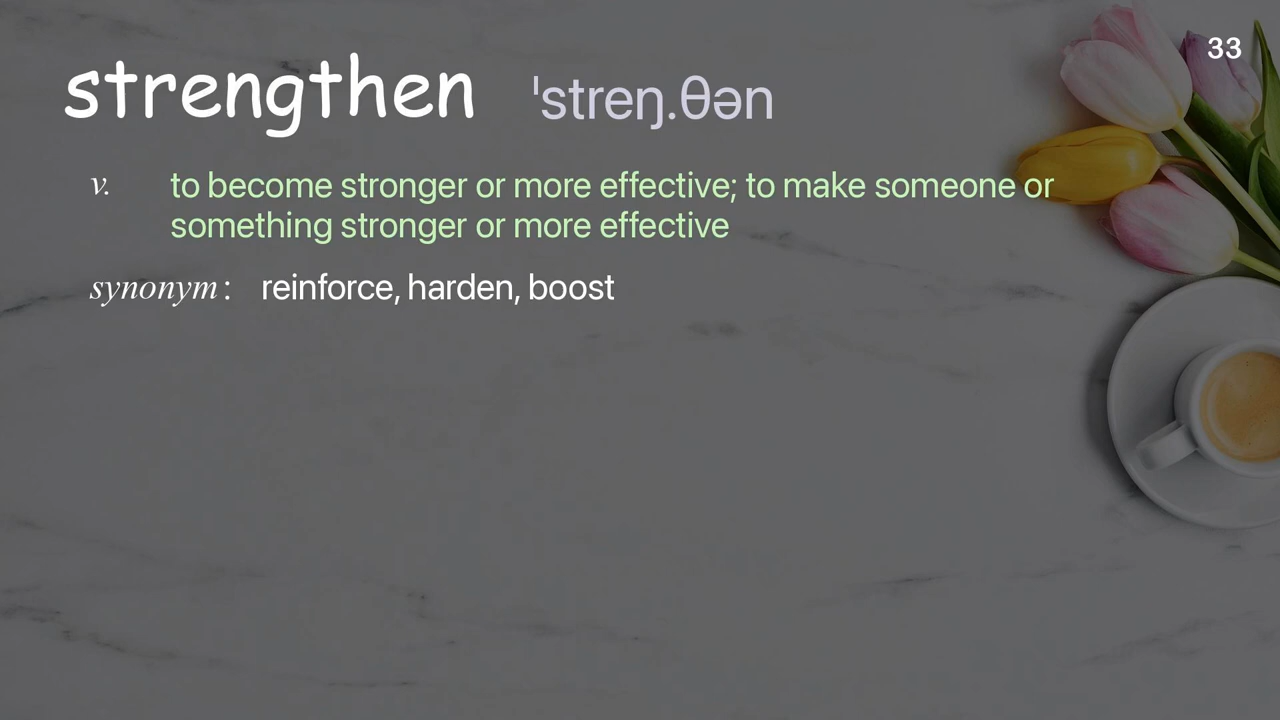 33
strengthen ˈstreŋ.θən
v. to become stronger or more effective; to make someone or
something stronger or more effective
synonym : reinforce, harden, boost